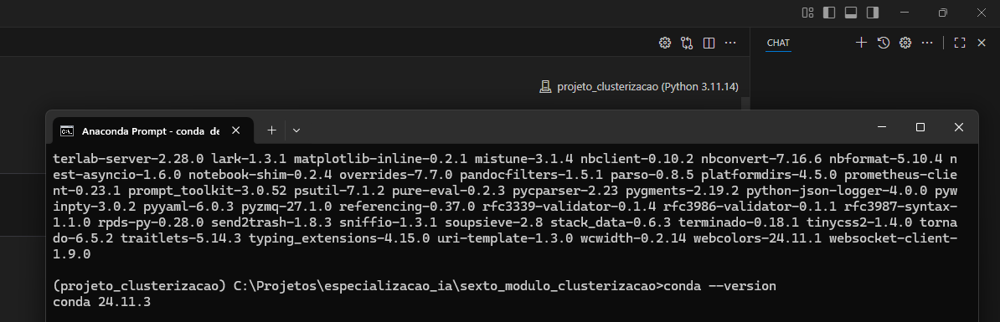 CHAT
projeto_clusterizacao (Python 3.11.14)
Anaconda Prompt - conda de
terlab-server-2.28.0 lark-1.3.1 matplotlib-inline-0.2.1 mistune-3.1.4 nbclient-0.10.2 nbconvert-7.16.6 nbformat-5.10.4 n
est-asyncio-1.6.0 notebook-shim-0.2.4 overrides-7.7.0 pandocfilters-1.5.1 parso-0.8.5 platformdirs-4.5.0 prometheus-clie
nt-0.23.1 prompt_toolkit-3.0.52 psutil-7.1.2 pure-eval-0.2.3 pycparser-2.23 pygments-2.19.2 python-json-logger-4.0.0 pyw
inpty-3.0.2 pyyaml-6.0.3 pyzmq-27.1.0 referencing-0.37.0 rfc3339-validator-0.1.4 rfc3986-validator-0.1.1 rfc3987-syntax-
1.1.0 rpds-py-0.28.0 send2trash-1.8.3 sniffio-1.3.1 soupsieve-2.8 stack_data-0.6.3 terminado-0.18.1 tinycss2-1.4.0 torna
do-6.5.2 traitlets-5.14.3 typing_extensions-4.15.0 uri-template-1.3.0 wcwidth-0.2.14 webcolors-24.11.1 websocket-client-
1.9.0
(projeto_clusterizacao) C:\Projetos\especializacao_ia\sexto_modulo_clusterizacao>conda --version
conda 24.11.3